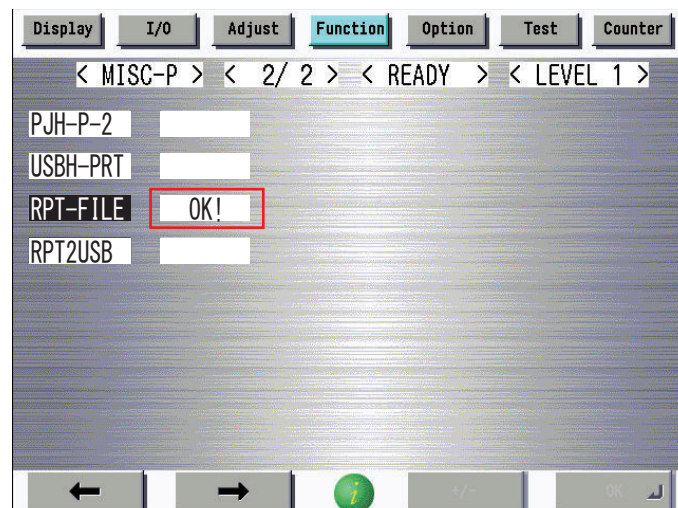 Display I/O Adjust Function Option Test Counter
< MISC-P > < 2/ 2 > < READY > < LEVEL 1 >
PJH-P-2
USBH-PRT
RPT-FILE OK!
RPT2USB
← → i +/- OK